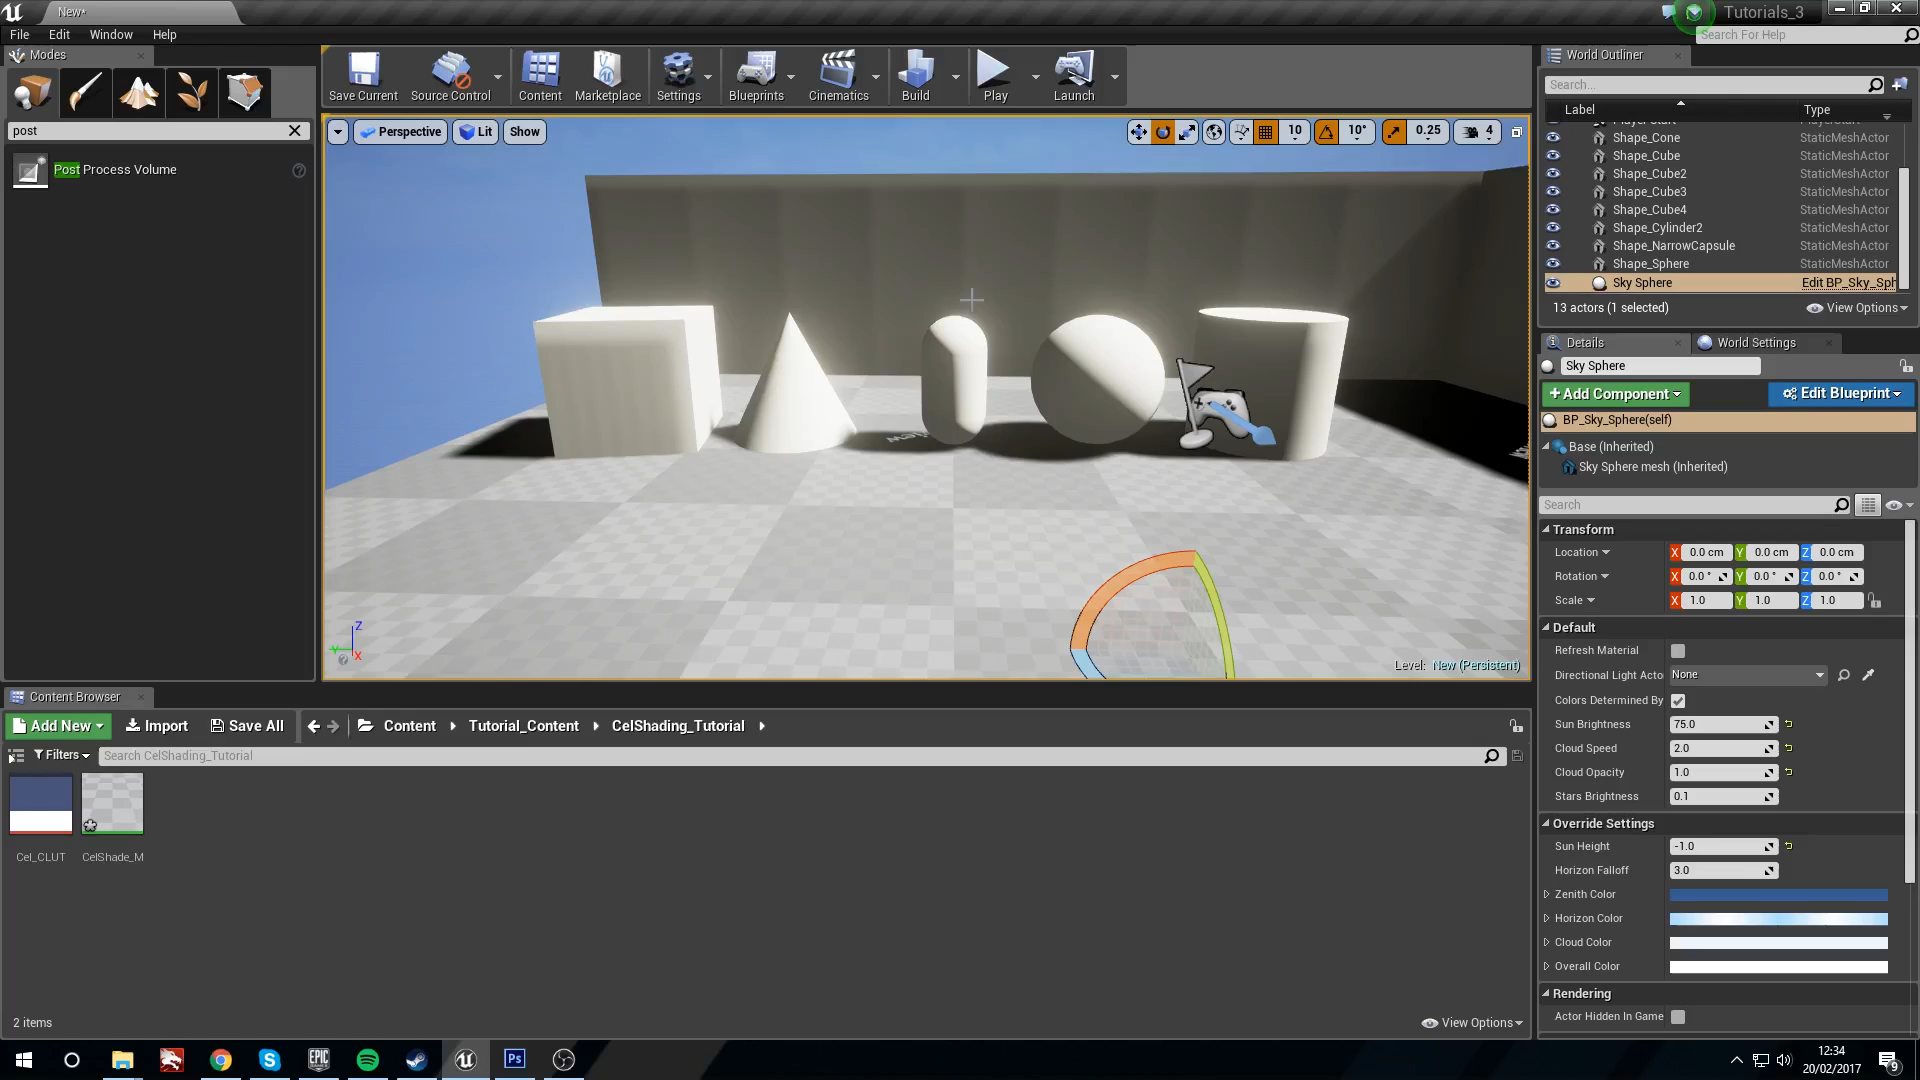 New*
Tutorials_3
File Edit Window Help
Search For Help
Modes
post
Post Process Volume
Save Current Source Control Content Marketplace Settings Blueprints Cinematics Build Play Launch
Perspective Lit Show
10 10° 0.25 4
Level: New (Persistent)
Z
Y
X
World Outliner
Search...
Label Type
Shape_Cone StaticMeshActor
Shape_Cube StaticMeshActor
Shape_Cube2 StaticMeshActor
Shape_Cube3 StaticMeshActor
Shape_Cube4 StaticMeshActor
Shape_Cylinder2 StaticMeshActor
Shape_NarrowCapsule StaticMeshActor
Shape_Sphere StaticMeshActor
Sky Sphere Edit BP_Sky_Sph
13 actors (1 selected) View Options
Details World Settings
Sky Sphere
+Add Component Edit Blueprint
BP_Sky_Sphere(self)
Base (Inherited)
Sky Sphere mesh (Inherited)
Search
Transform
Location X 0.0 cm Y 0.0 cm Z 0.0 cm
Rotation X 0.0 ° Y 0.0 ° Z 0.0 °
Scale X 1.0 Y 1.0 Z 1.0
Default
Refresh Material
Directional Light Acto None
Colors Determined By
Sun Brightness 75.0
Cloud Speed 2.0
Cloud Opacity 1.0
Stars Brightness 0.1
Override Settings
Sun Height -1.0
Horizon Falloff 3.0
Zenith Color
Horizon Color
Cloud Color
Overall Color
Rendering
Actor Hidden In Game
Content Browser
Add New Import Save All Content Tutorial_Content CelShading_Tutorial
Filters Search CelShading_Tutorial
Cel_CLUT CelShade_M
2 items View Options
EPIC GAMES
Ps
12:34
20/02/2017
9